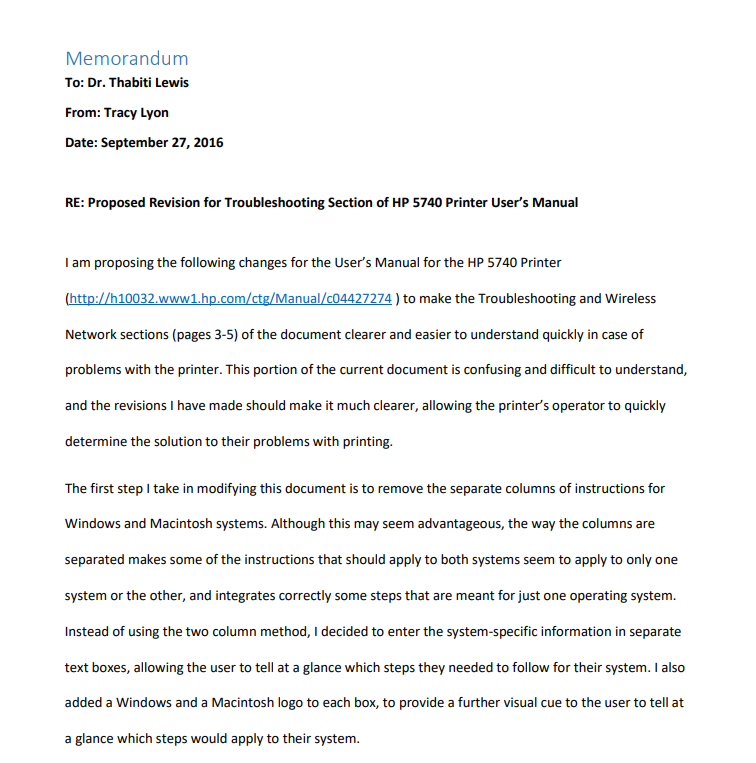 Memorandum
To: Dr. Thabiti Lewis
From: Tracy Lyon
Date: September 27, 2016
RE: Proposed Revision for Troubleshooting Section of HP 5740 Printer User’s Manual
I am proposing the following changes for the User’s Manual for the HP 5740 Printer
(http://h10032.www1.hp.com/ctg/Manual/c04427274 ) to make the Troubleshooting and Wireless
Network sections (pages 3-5) of the document clearer and easier to understand quickly in case of
problems with the printer. This portion of the current document is confusing and difficult to understand,
and the revisions I have made should make it much clearer, allowing the printer’s operator to quickly
determine the solution to their problems with printing.
The first step I take in modifying this document is to remove the separate columns of instructions for
Windows and Macintosh systems. Although this may seem advantageous, the way the columns are
separated makes some of the instructions that should apply to both systems seem to apply to only one
system or the other, and integrates correctly some steps that are meant for just one operating system.
Instead of using the two column method, I decided to enter the system-specific information in separate
text boxes, allowing the user to tell at a glance which steps they needed to follow for their system. I also
added a Windows and a Macintosh logo to each box, to provide a further visual cue to the user to tell at
a glance which steps would apply to their system.